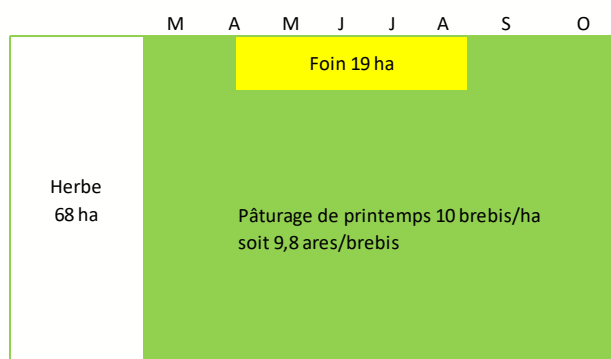 M A M J J A S O
Foin 19 ha
Herbe
68 ha
Pâturage de printemps 10 brebis/ha
soit 9,8 ares/brebis